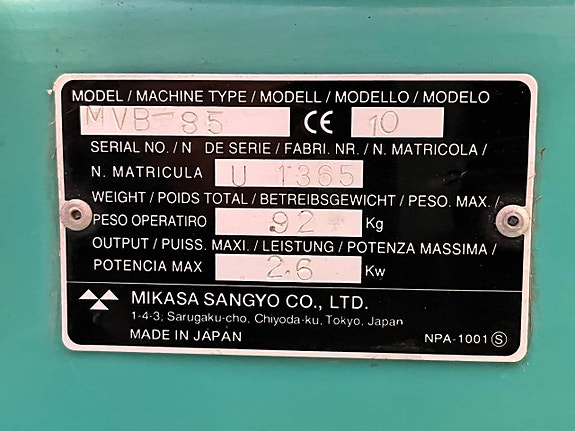 MODEL / MACHINE TYPE / MODELL / MODELLO / MODELO
MVB-85 CE 10
SERIAL NO. / N DE SERIE / FABRI. NR. / N. MATRICOLA /
N. MATRICULA U 1365
WEIGHT / POIDS TOTAL / BETREIBSGEWICHT / PESO. MAX. /
PESO OPERATIRO 92 Kg
OUTPUT / PUISS. MAXI. / LEISTUNG / POTENZA MASSIMA /
POTENCIA MAX 2.6 Kw
MIKASA SANGYO CO., LTD.
1-4-3, Sarugaku-cho, Chiyoda-ku, Tokyo, Japan
MADE IN JAPAN NPA-1001 Ⓢ